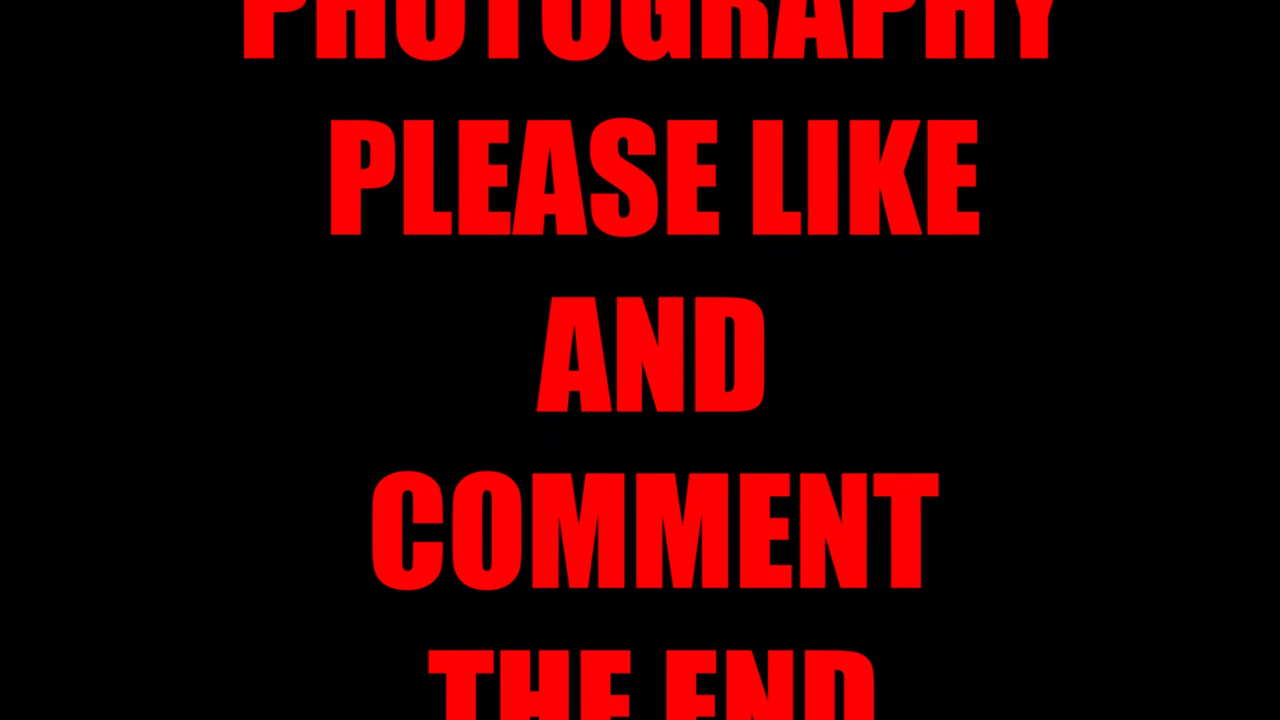 PHOTOGRAPHY
PLEASE LIKE
AND
COMMENT
THE END